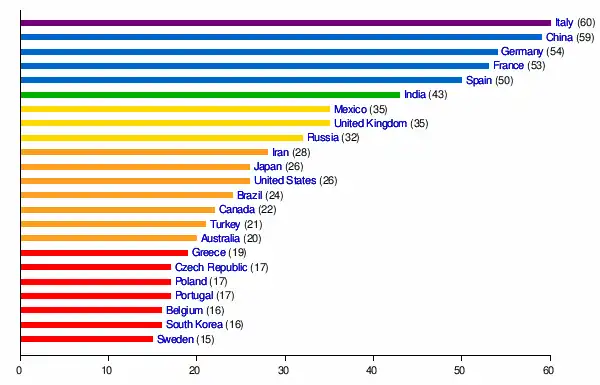 Italy (60)
China (59)
Germany (54)
France (53)
Spain (50)
India (43)
Mexico (35)
United Kingdom (35)
Russia (32)
Iran (28)
Japan (26)
United States (26)
Brazil (24)
Canada (22)
Turkey (21)
Australia (20)
Greece (19)
Czech Republic (17)
Poland (17)
Portugal (17)
Belgium (16)
South Korea (16)
Sweden (15)
0 10 20 30 40 50 60